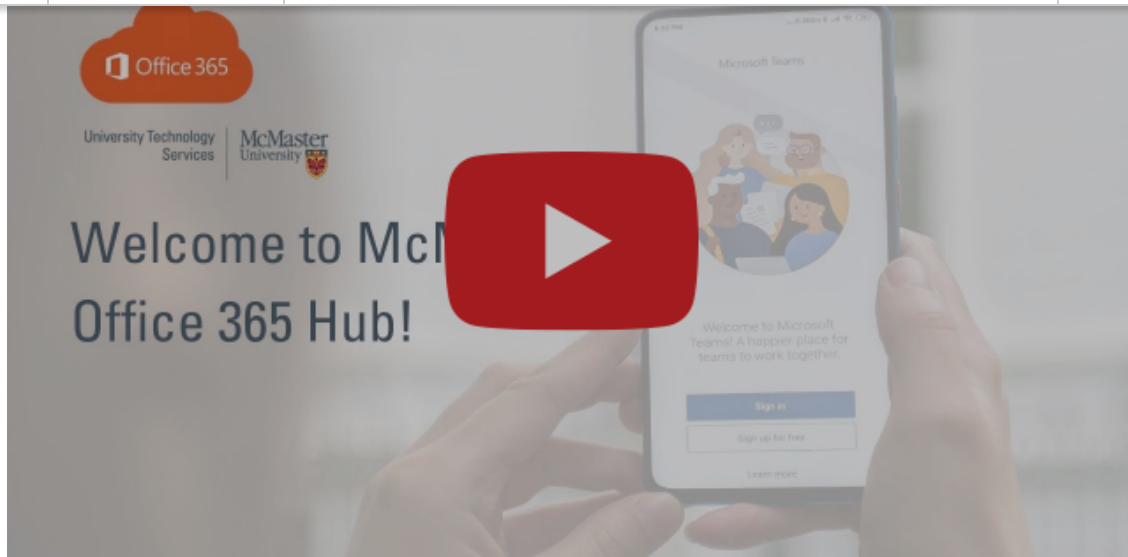 Office 365
University Technology
Services
McMaster
University
Welcome to McM
Office 365 Hub!
Microsoft Teams
Welcome to Microsoft
Teams! A happier place for
teams to work together.
Sign in
Sign up for free
Learn more